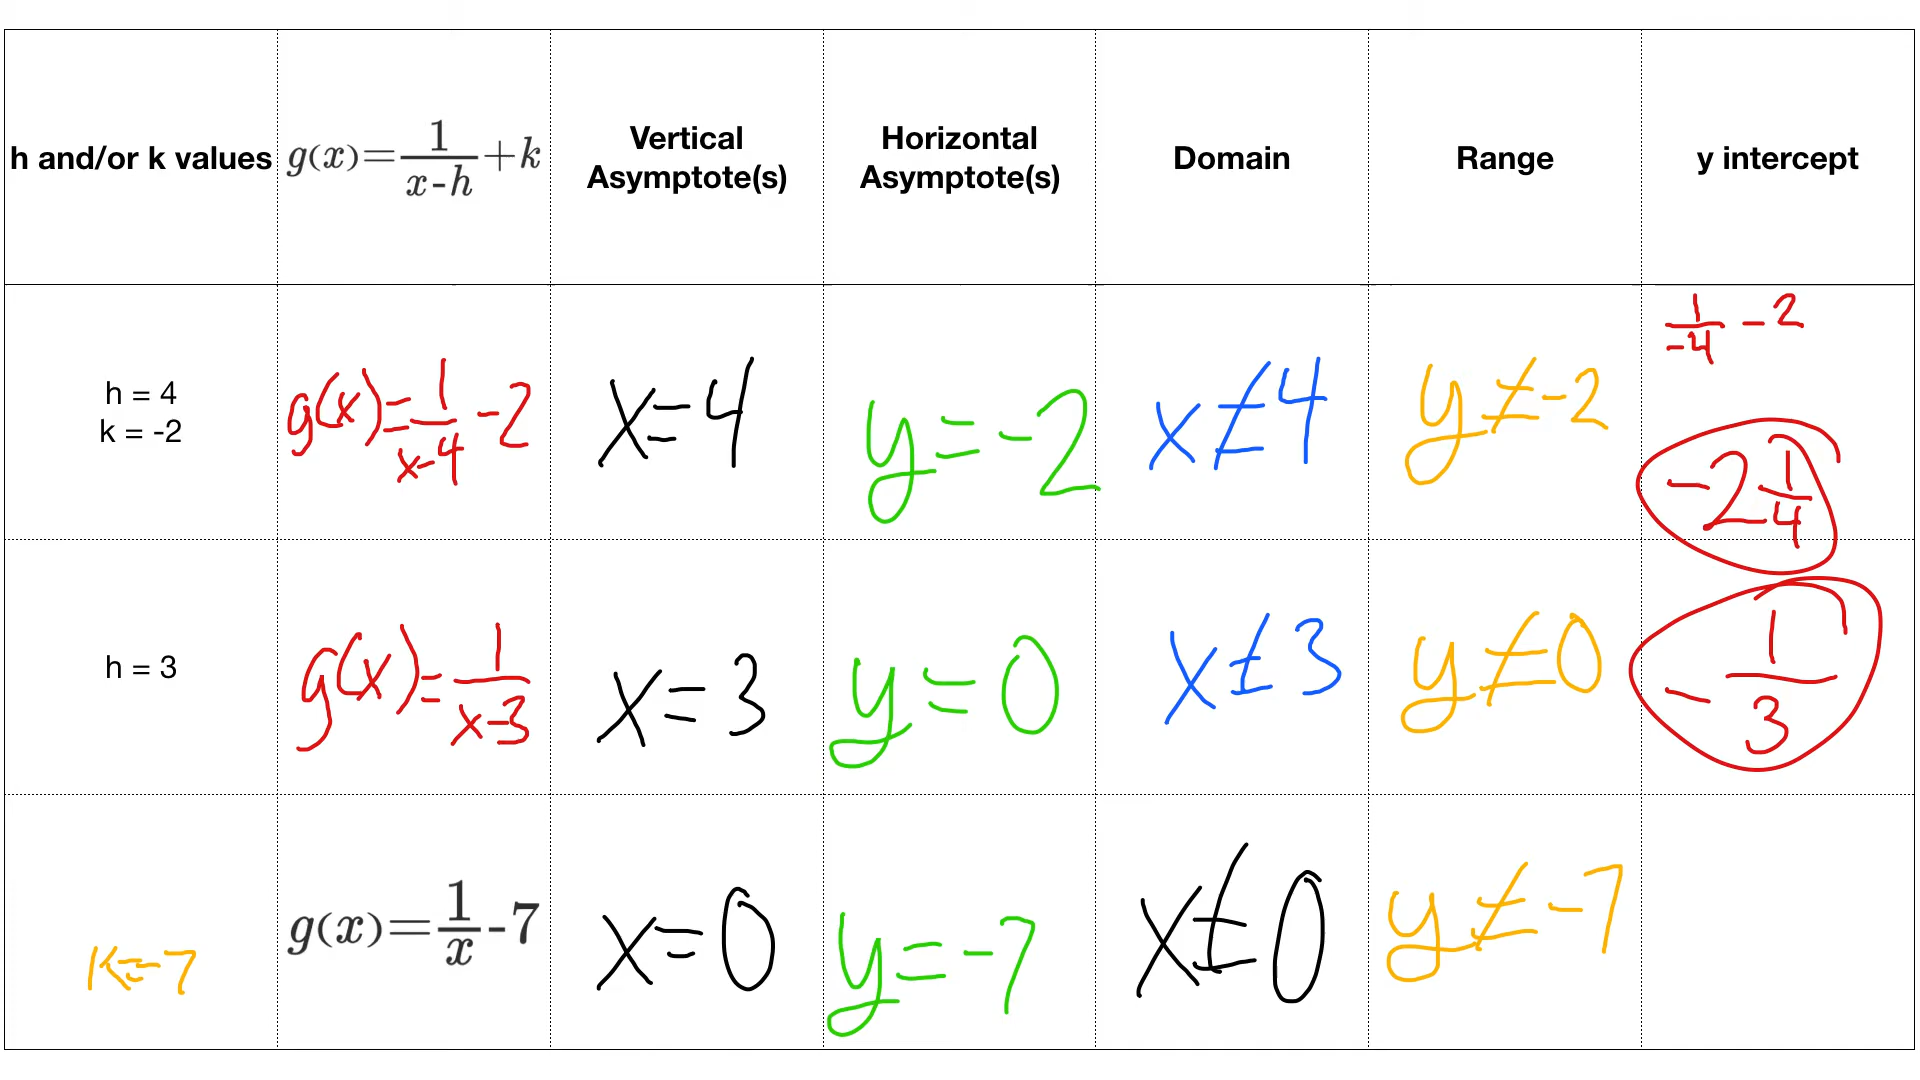 h and/or k values
g(x)=1/(x-h)+k
Vertical
Asymptote(s)
Horizontal
Asymptote(s)
Domain
Range
y intercept
h = 4
k = -2
g(x)=1/(x-4) -2
x=4
y=-2
x≠4
y≠-2
1/-4 -2
-2 1/4
h = 3
g(x)=1/(x-3)
x=3
y=0
x≠3
y≠0
-1/3
K=-7
g(x)=1/x-7
x=0
y=-7
x≠0
y≠-7